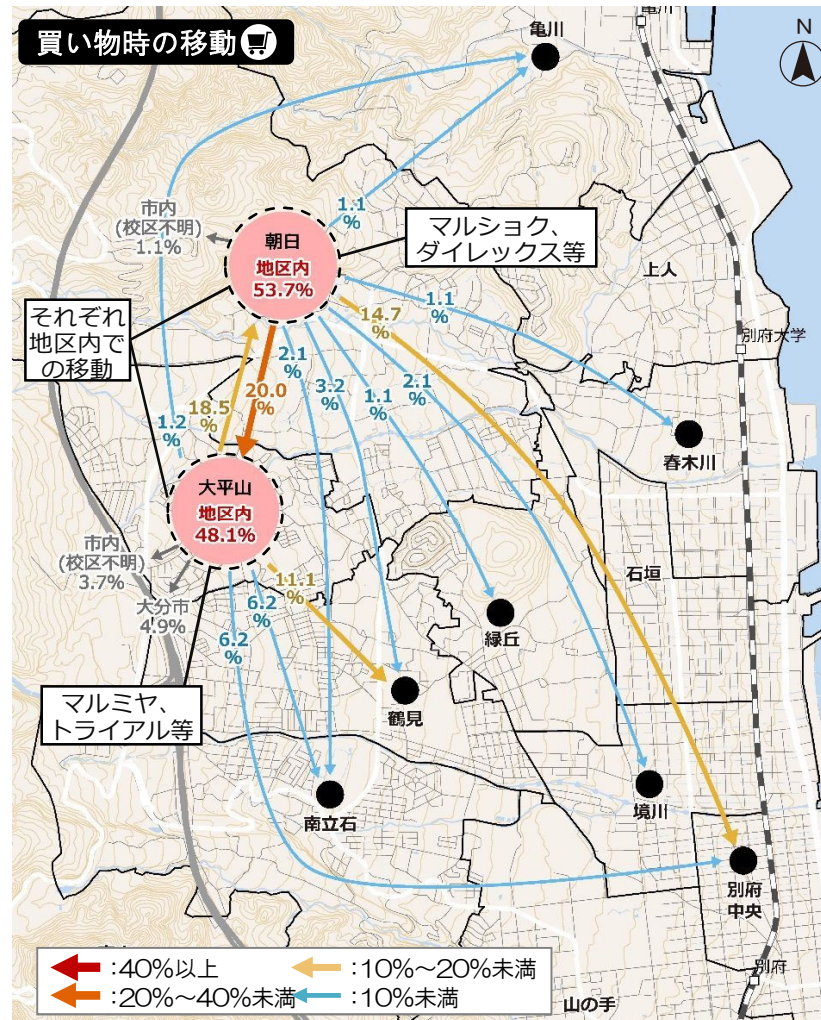 買い物時の移動
亀川
亀川
N
市内
(校区不明)
1.1%
朝日
地区内
53.7%
1.1
%
マルショク、
ダイレックス等
上人
別府大学
それぞれ
地区内で
の移動
14.7
%
1.1
%
2.1
%
3.2
%
1.1
%
2.1
%
20.0
%
18.5
%
1.2
%
春木川
大平山
地区内
48.1%
市内
(校区不明)
3.7%
大分市
4.9%
6.2
%
6.2
%
11.1
%
石垣
緑丘
鶴見
マルミヤ、
トライアル等
南立石
境川
別府
中央
別府
山の手
:40%以上
:10%~20%未満
:20%~40%未満
:10%未満